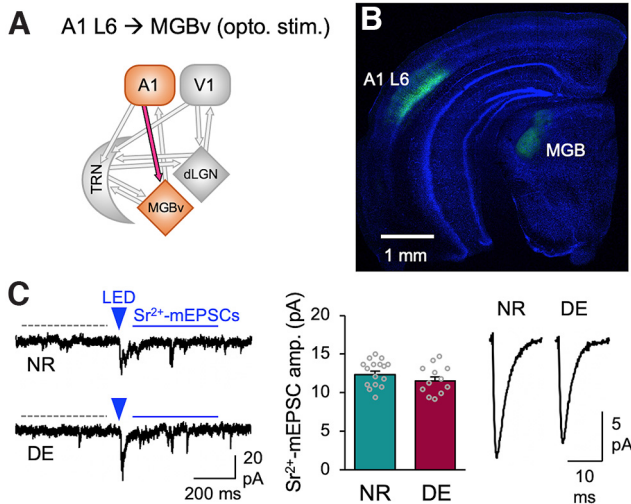 A
A1 L6 → MGBv (opto. stim.)
A1
V1
TRN
dLGN
MGBv
B
A1 L6
MGB
1 mm
C
LED
Sr²⁺-mEPSCs
NR
DE
20
pA
200 ms
Sr²⁺-mEPSC amp. (pA)
20
15
10
5
0
NR
DE
NR
DE
5
pA
10
ms